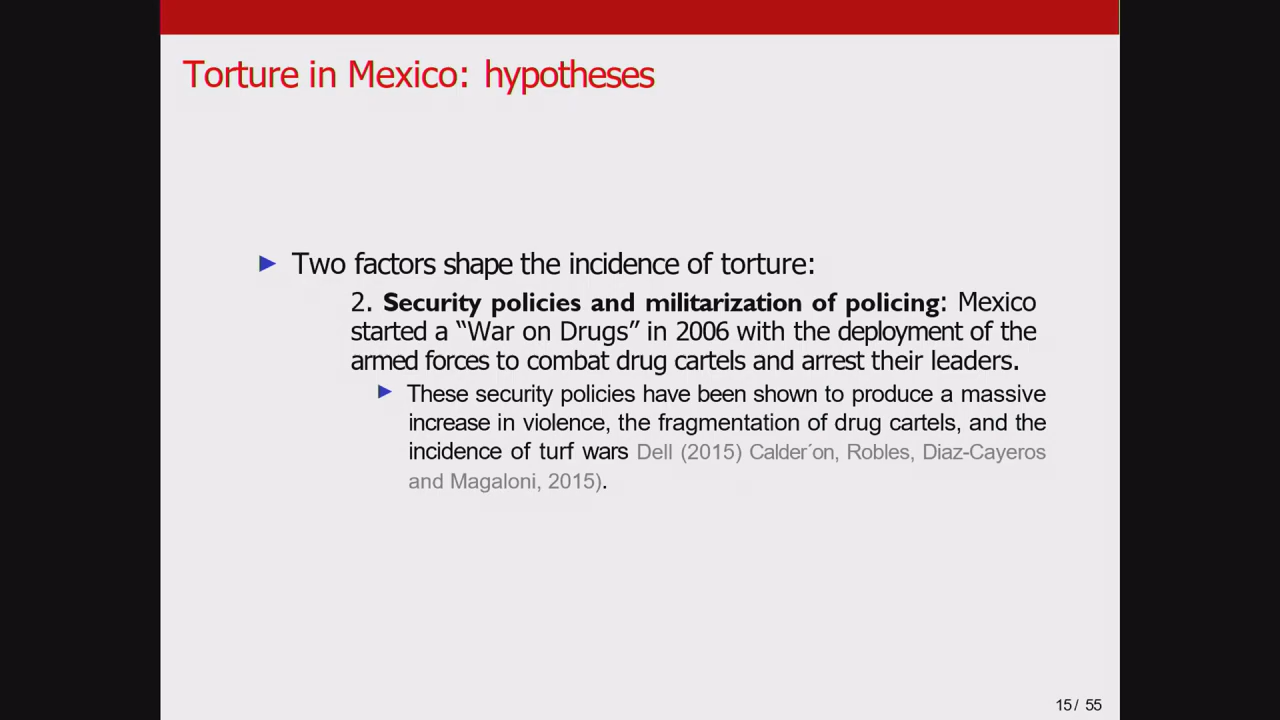 Torture in Mexico: hypotheses
▶ Two factors shape the incidence of torture:
2. Security policies and militarization of policing: Mexico
started a “War on Drugs” in 2006 with the deployment of the
armed forces to combat drug cartels and arrest their leaders.
▶ These security policies have been shown to produce a massive
increase in violence, the fragmentation of drug cartels, and the
incidence of turf wars Dell (2015) Calder´on, Robles, Diaz-Cayeros
and Magaloni, 2015).
15/ 55